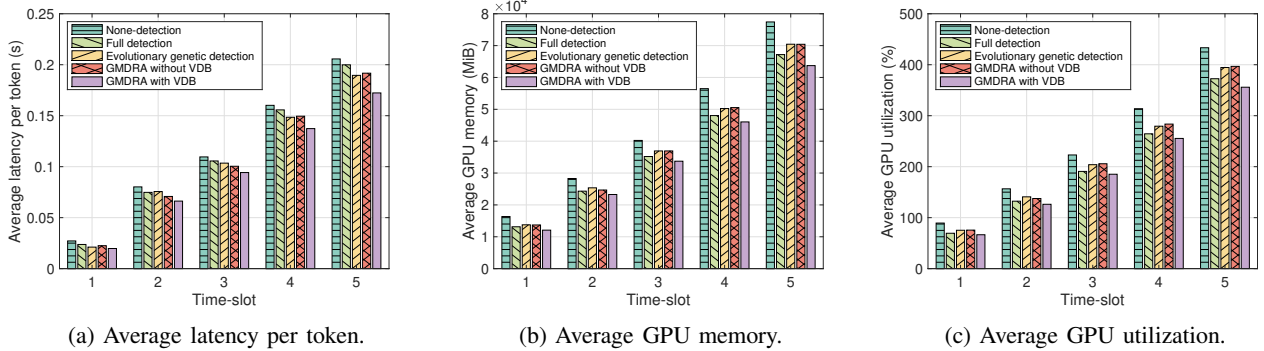 0.25
0.2
0.15
0.1
0.05
0
Average latency per token (s)
None-detection
Full detection
Evolutionary genetic detection
GMDRA without VDB
GMDRA with VDB
1 2 3 4 5
Time-slot
(a) Average latency per token.
×10⁴
8
7
6
5
4
3
2
1
0
Average GPU memory (MiB)
None-detection
Full detection
Evolutionary genetic detection
GMDRA without VDB
GMDRA with VDB
1 2 3 4 5
Time-slot
(b) Average GPU memory.
500
400
300
200
100
0
Average GPU utilization (%)
None-detection
Full detection
Evolutionary genetic detection
GMDRA without VDB
GMDRA with VDB
1 2 3 4 5
Time-slot
(c) Average GPU utilization.